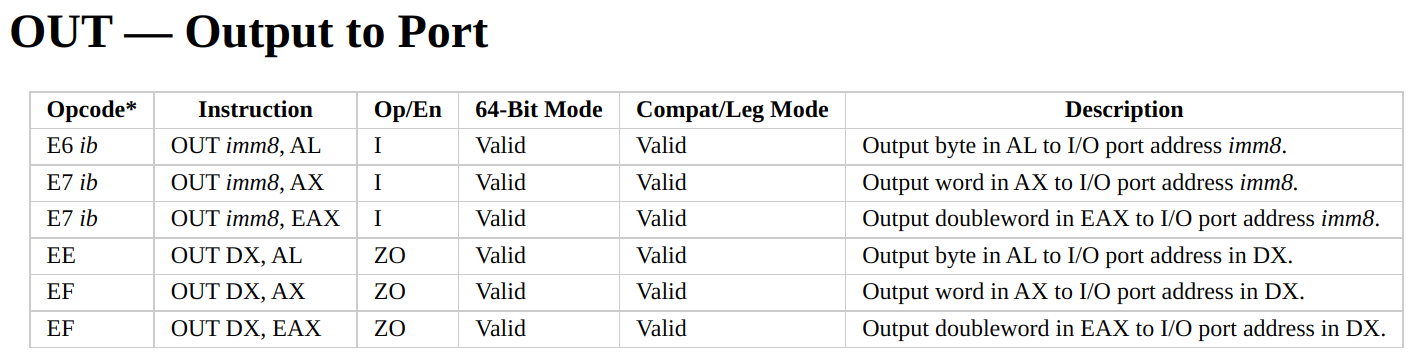 OUT — Output to Port
Opcode* Instruction Op/En 64-Bit Mode Compat/Leg Mode Description
E6 ib OUT imm8, AL I Valid Valid Output byte in AL to I/O port address imm8.
E7 ib OUT imm8, AX I Valid Valid Output word in AX to I/O port address imm8.
E7 ib OUT imm8, EAX I Valid Valid Output doubleword in EAX to I/O port address imm8.
EE OUT DX, AL ZO Valid Valid Output byte in AL to I/O port address in DX.
EF OUT DX, AX ZO Valid Valid Output word in AX to I/O port address in DX.
EF OUT DX, EAX ZO Valid Valid Output doubleword in EAX to I/O port address in DX.